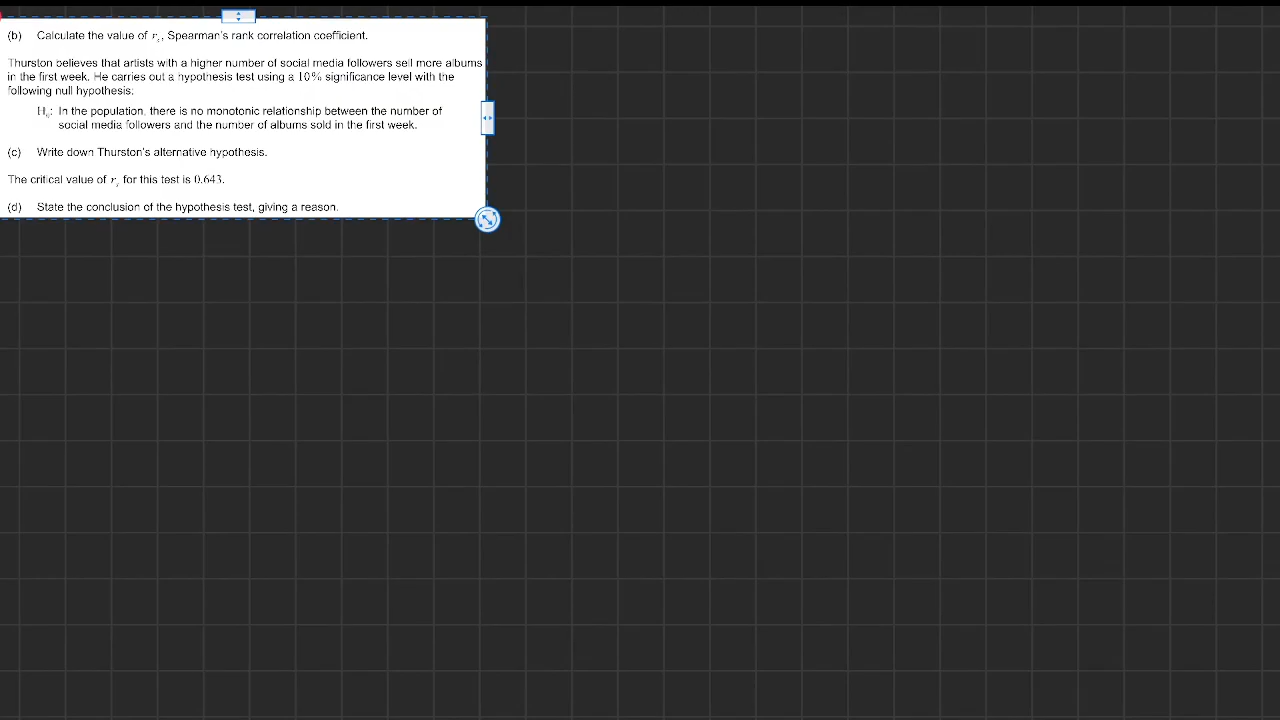 (b) Calculate the value of rₛ, Spearman's rank correlation coefficient.
Thurston believes that artists with a higher number of social media followers sell more albums
in the first week. He carries out a hypothesis test using a 10% significance level with the
following null hypothesis:
H₀: In the population, there is no monotonic relationship between the number of
social media followers and the number of albums sold in the first week.
(c) Write down Thurston's alternative hypothesis.
The critical value of rₛ for this test is 0.643.
(d) State the conclusion of the hypothesis test, giving a reason.